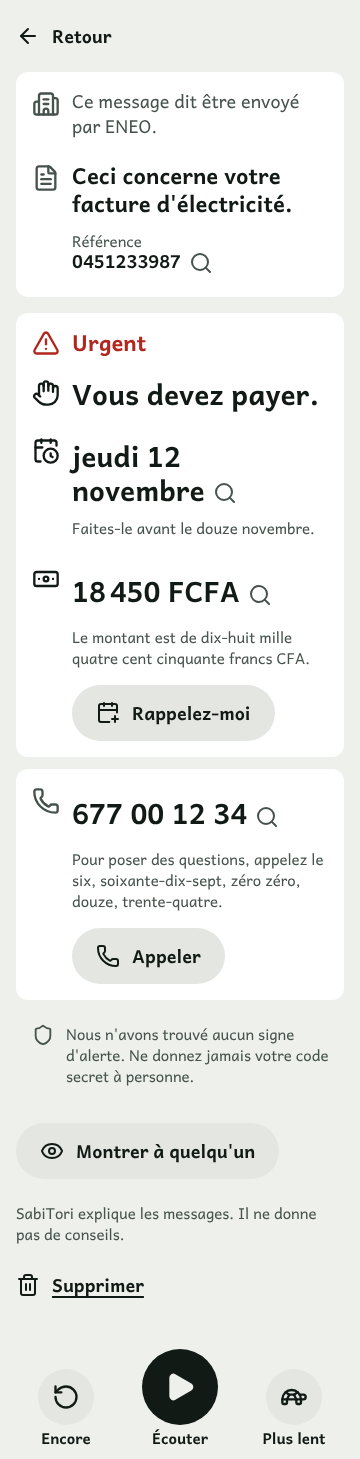 Retour
Ce message dit être envoyé
par ENEO.
Ceci concerne votre
facture d'électricité.
Référence
0451233987
Urgent
Vous devez payer.
jeudi 12
novembre
Faites-le avant le douze novembre.
18 450 FCFA
Le montant est de dix-huit mille
quatre cent cinquante francs CFA.
Rappelez-moi
677 00 12 34
Pour poser des questions, appelez le
six, soixante-dix-sept, zéro zéro,
douze, trente-quatre.
Appeler
Nous n'avons trouvé aucun signe
d'alerte. Ne donnez jamais votre code
secret à personne.
Montrer à quelqu'un
SabiTori explique les messages. Il ne donne
pas de conseils.
Supprimer
Encore
Écouter
Plus lent